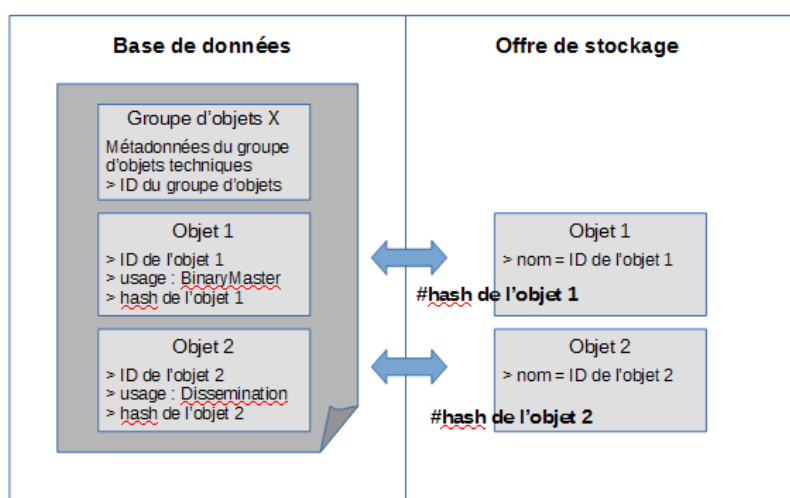 Base de données
Offre de stockage
Groupe d'objets X
Métadonnées du groupe
d'objets techniques
> ID du groupe d'objets
Objet 1
> ID de l'objet 1
> usage : BinaryMaster
> hash de l'objet 1
Objet 1
> nom = ID de l'objet 1
#hash de l'objet 1
Objet 2
> ID de l'objet 2
> usage : Dissemination
> hash de l'objet 2
Objet 2
> nom = ID de l'objet 2
#hash de l'objet 2